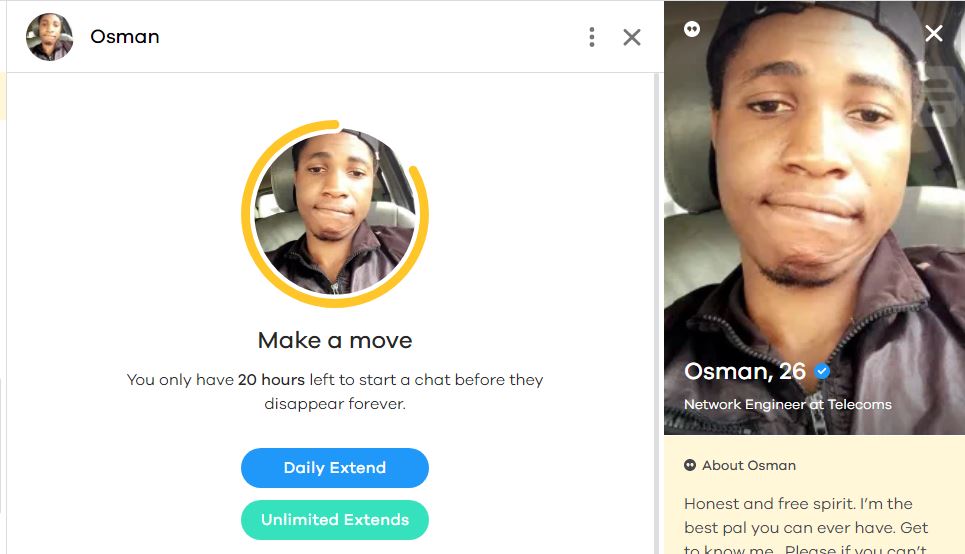 Osman
Make a move
You only have 20 hours left to start a chat before they
disappear forever.
Daily Extend
Unlimited Extends
Osman, 26
Network Engineer at Telecoms
About Osman
Honest and free spirit. I'm the
best pal you can ever have. Get
to know me.. Please if you can't